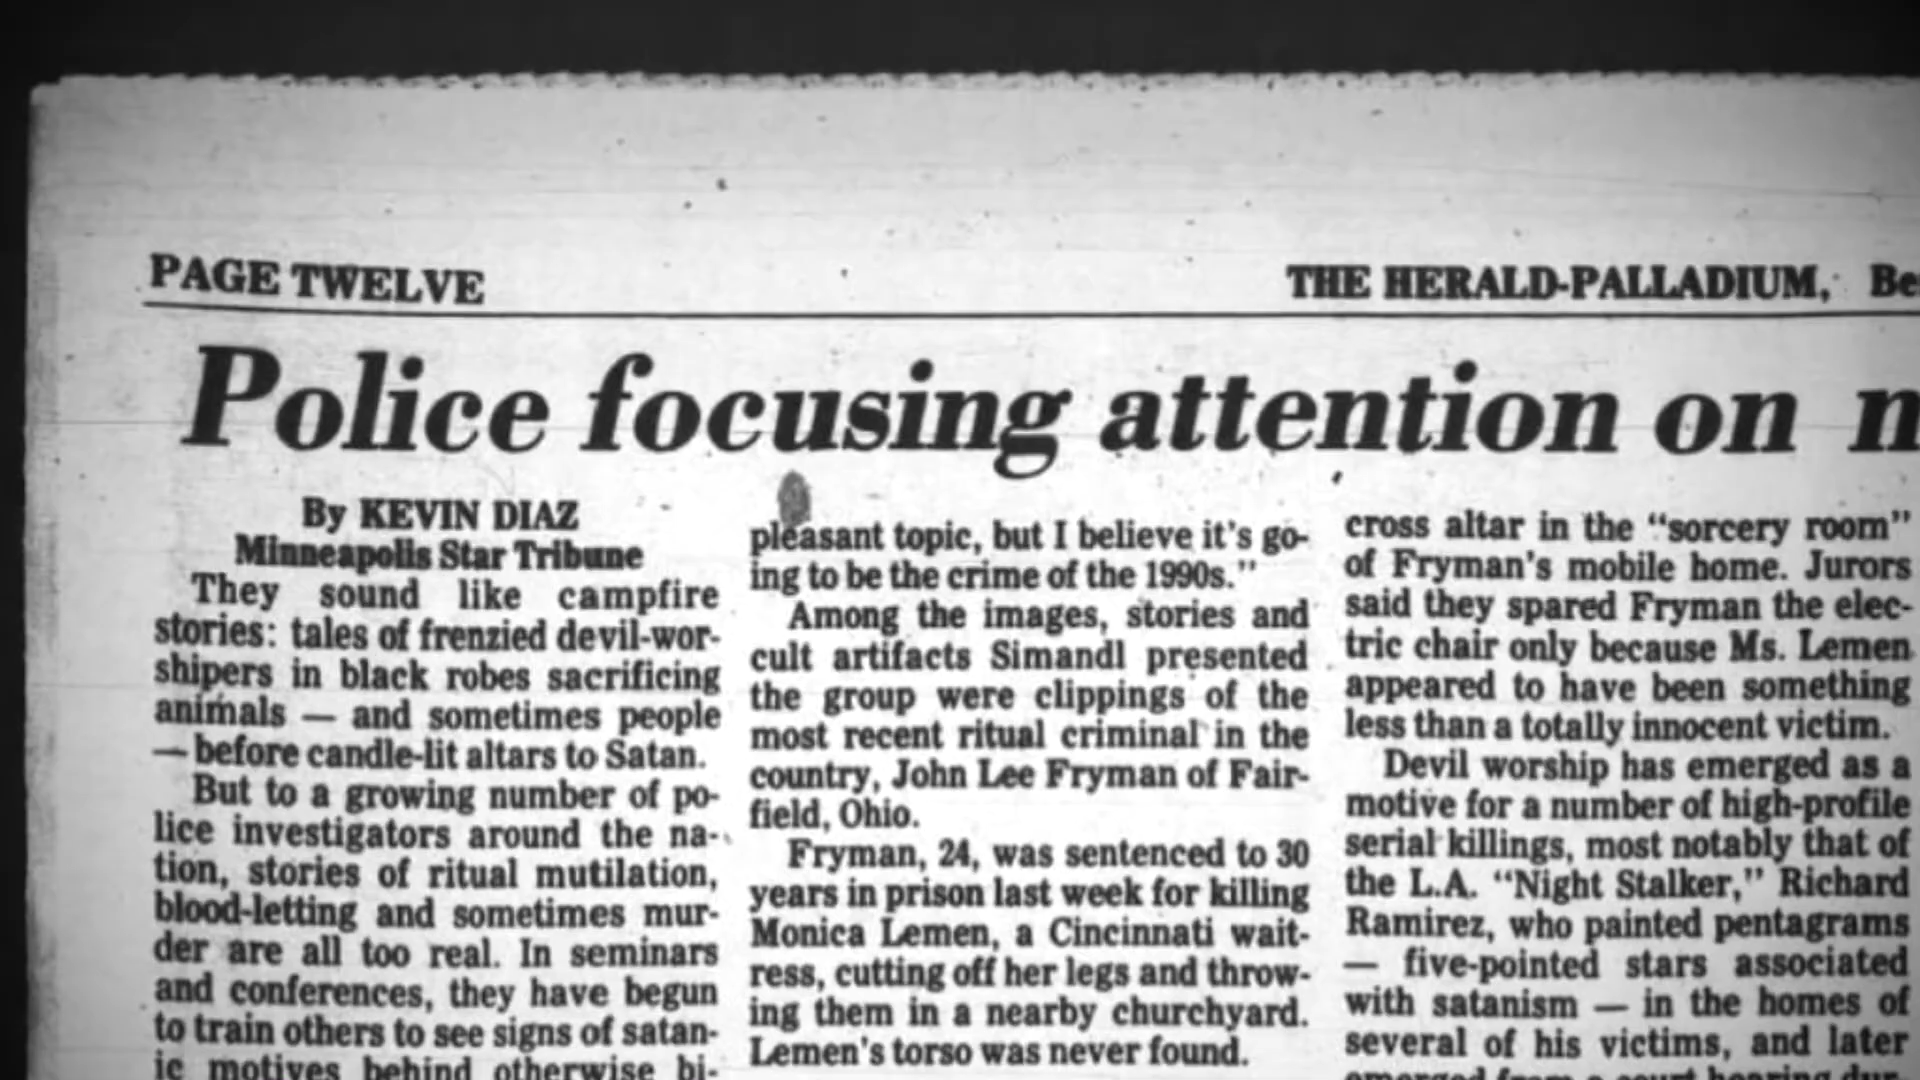 PAGE TWELVE
THE HERALD-PALLADIUM, Be
Police focusing attention on n
By KEVIN DIAZ
Minneapolis Star Tribune
They sound like campfire
stories: tales of frenzied devil-wor-
shipers in black robes sacrificing
animals — and sometimes people
— before candle-lit altars to Satan.
But to a growing number of po-
lice investigators around the na-
tion, stories of ritual mutilation,
blood-letting and sometimes mur-
der are all too real. In seminars
and conferences, they have begun
to train others to see signs of satan-
ic motives behind otherwise bi-
pleasant topic, but I believe it's go-
ing to be the crime of the 1990s."
Among the images, stories and
cult artifacts Simandl presented
the group were clippings of the
most recent ritual criminal in the
country, John Lee Fryman of Fair-
field, Ohio.
Fryman, 24, was sentenced to 30
years in prison last week for killing
Monica Lemen, a Cincinnati wait-
ress, cutting off her legs and throw-
ing them in a nearby churchyard.
Lemen's torso was never found.
cross altar in the "sorcery room"
of Fryman's mobile home. Jurors
said they spared Fryman the elec-
tric chair only because Ms. Lemen
appeared to have been something
less than a totally innocent victim.
Devil worship has emerged as a
motive for a number of high-profile
serial killings, most notably that of
the L.A. "Night Stalker," Richard
Ramirez, who painted pentagrams
— five-pointed stars associated
with satanism — in the homes of
several of his victims, and later